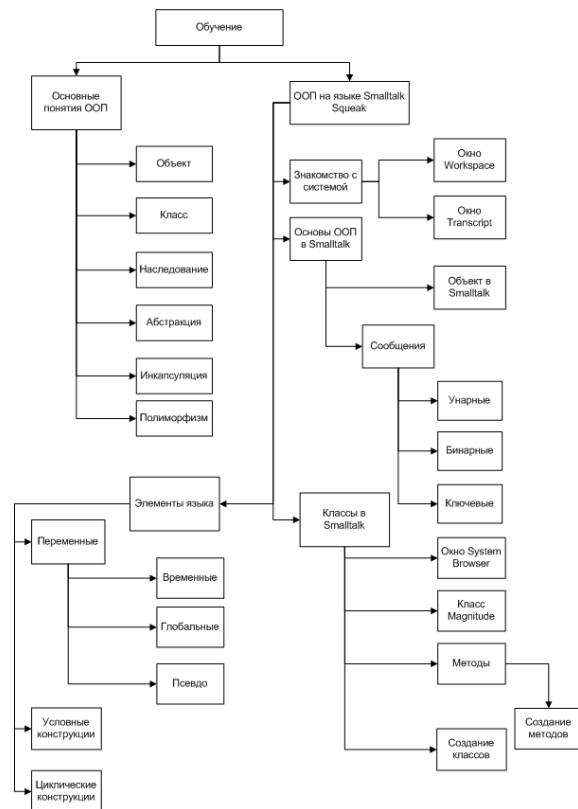 Обучение
Основные
понятия ООП
Объект
Класс
Наследование
Абстракция
Инкапсуляция
Полиморфизм
ООП на языке Smalltalk
Squeak
Знакомство с
системой
Окно
Workspace
Окно
Transcript
Основы ООП
в Smalltalk
Объект в
Smalltalk
Сообщения
Унарные
Бинарные
Ключевые
Элементы языка
Переменные
Временные
Глобальные
Псевдо
Условные
конструкции
Циклические
конструкции
Классы в
Smalltalk
Окно System
Browser
Класс
Magnitude
Методы
Создание
методов
Создание
классов